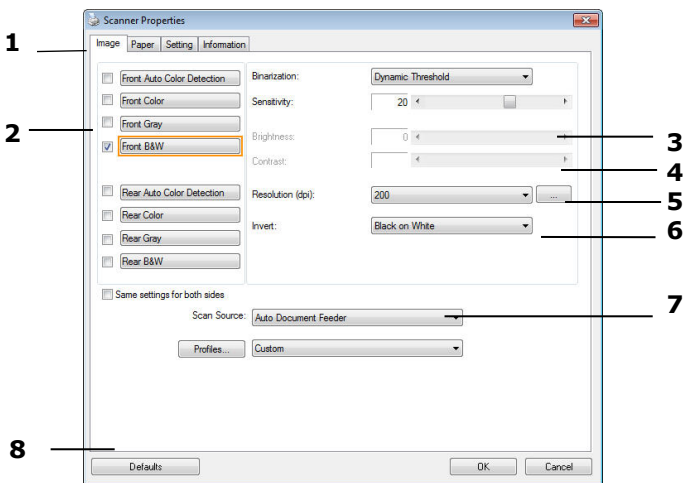 Scanner Properties
1
Image Paper Setting Information
Front Auto Color Detection Binarization: Dynamic Threshold
Front Color Sensitivity: 20
Front Gray
2
Brightness: 0 3
Front B&W
Contrast: 4
Rear Auto Color Detection Resolution (dpi): 200 ... 5
Rear Color
Invert: Black on White 6
Rear Gray
Rear B&W
Same settings for both sides
7
Scan Source: Auto Document Feeder
Profiles... Custom
8
Defaults OK Cancel